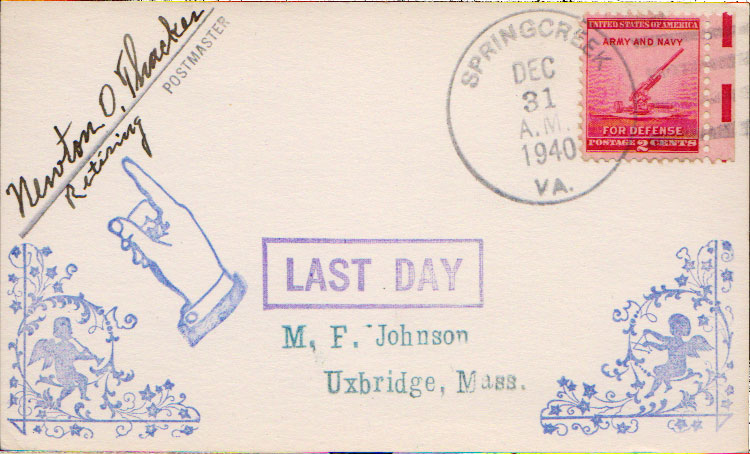 Newton O. Thacker
POSTMASTER
Retiring
SPRINGCREEK
DEC
31
A.M.
1940
VA.
UNITED STATES OF AMERICA
ARMY AND NAVY
FOR DEFENSE
POSTAGE 2 CENTS
LAST DAY
M. F. Johnson
Uxbridge, Mass.